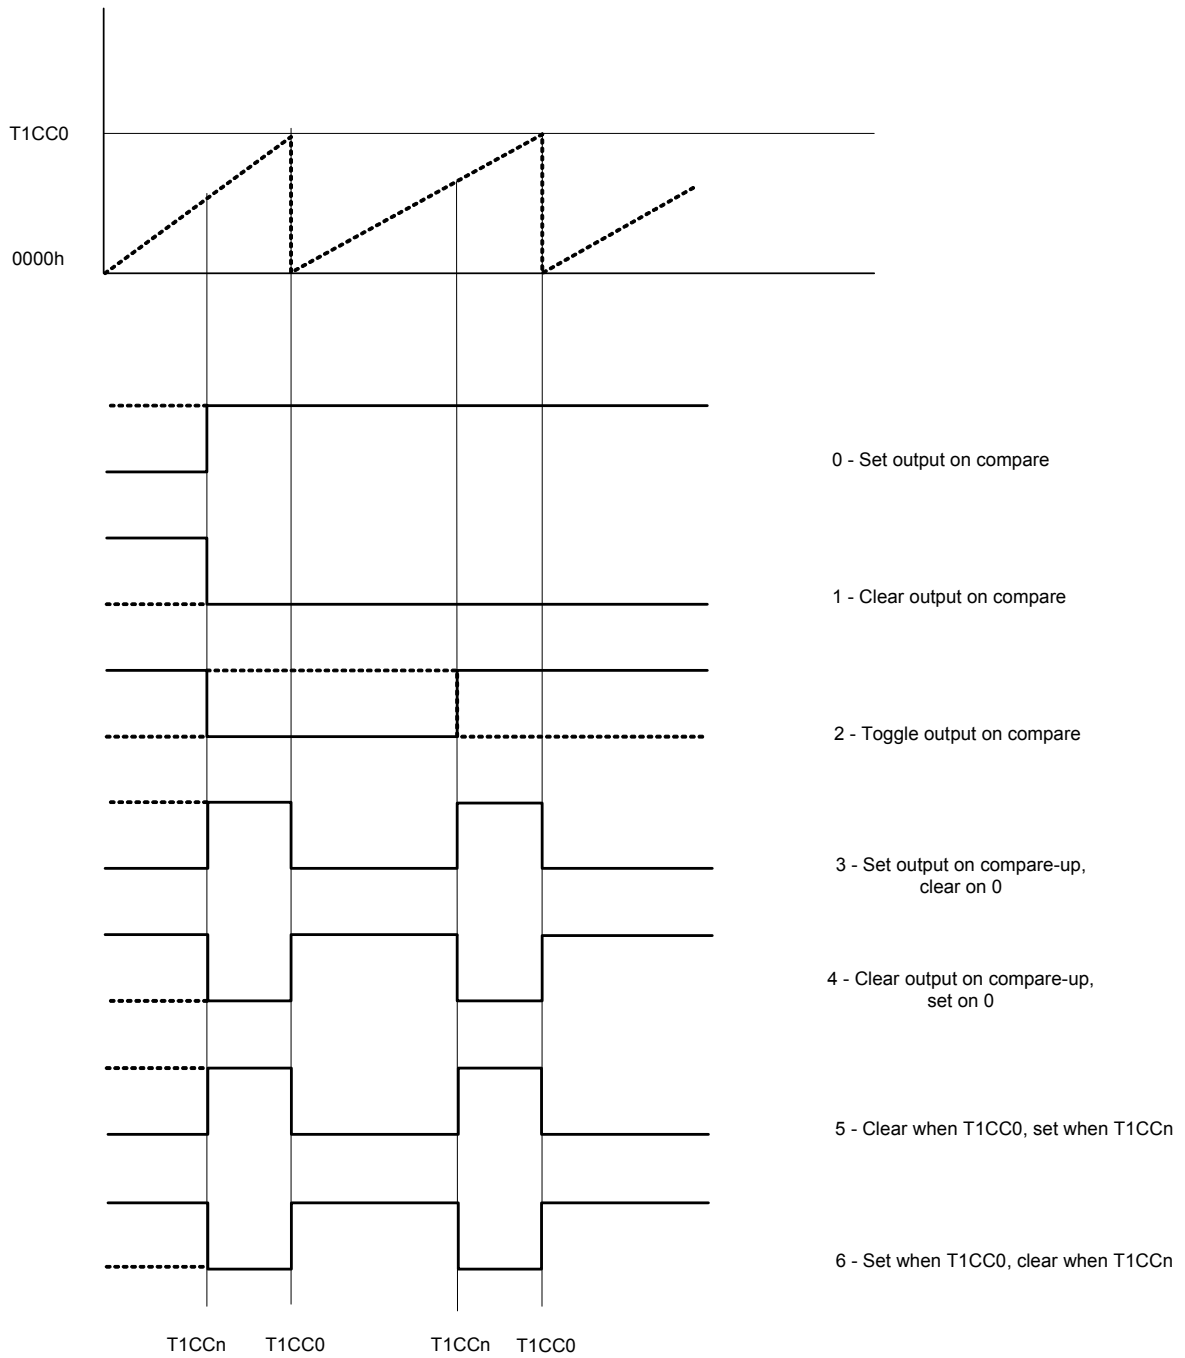 T1CC0
0000h
0 - Set output on compare
1 - Clear output on compare
2 - Toggle output on compare
3 - Set output on compare-up,
clear on 0
4 - Clear output on compare-up,
set on 0
5 - Clear when T1CC0, set when T1CCn
6 - Set when T1CC0, clear when T1CCn
T1CCn T1CC0 T1CCn T1CC0